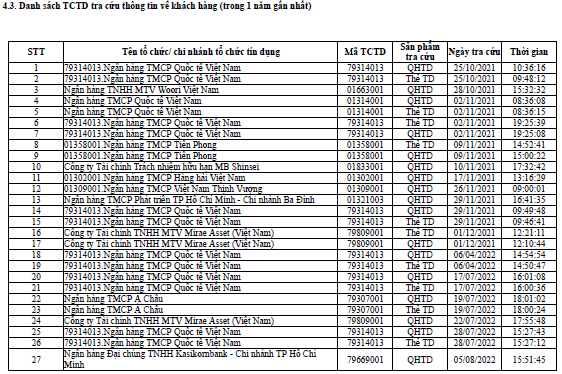 4.3. Danh sách TCTD tra cứu thông tin về khách hàng (trong 1 năm gần nhất)
STT Tên tổ chức/ chi nhánh tổ chức tín dụng Mã TCTD Sản phẩm tra cứu Ngày tra cứu Thời gian
1 79314013.Ngân hàng TMCP Quốc tế Việt Nam 79314013 QHTD 25/10/2021 10:36:16
2 79314013.Ngân hàng TMCP Quốc tế Việt Nam 79314013 Thẻ TD 25/10/2021 09:48:12
3 Ngân hàng TNHH MTV Woori Việt Nam 01663001 QHTD 28/10/2021 15:32:32
4 Ngân hàng TMCP Quốc tế Việt Nam 01314001 QHTD 02/11/2021 08:36:08
5 Ngân hàng TMCP Quốc tế Việt Nam 01314001 Thẻ TD 02/11/2021 08:36:15
6 79314013.Ngân hàng TMCP Quốc tế Việt Nam 79314013 Thẻ TD 02/11/2021 19:25:39
7 79314013.Ngân hàng TMCP Quốc tế Việt Nam 79314013 QHTD 02/11/2021 19:25:08
8 01358001.Ngân hàng TMCP Tiên Phong 01358001 Thẻ TD 09/11/2021 14:52:41
9 01358001.Ngân hàng TMCP Tiên Phong 01358001 QHTD 09/11/2021 15:00:22
10 Công ty Tài chính Trách nhiệm hữu hạn MB Shinsei 01833001 QHTD 10/11/2021 17:32:42
11 01302001.Ngân hàng TMCP Hàng hải Việt Nam 01302001 QHTD 17/11/2021 13:16:29
12 01309001.Ngân hàng TMCP Việt Nam Thịnh Vượng 01309001 QHTD 26/11/2021 09:00:01
13 Ngân hàng TMCP Phát triển TP Hồ Chí Minh - Chi nhánh Ba Đình 01321003 QHTD 29/11/2021 16:41:35
14 79314013.Ngân hàng TMCP Quốc tế Việt Nam 79314013 QHTD 29/11/2021 09:49:48
15 79314013.Ngân hàng TMCP Quốc tế Việt Nam 79314013 Thẻ TD 29/11/2021 09:46:41
16 Công ty Tài chính TNHH MTV Mirae Asset (Việt Nam) 79809001 Thẻ TD 01/12/2021 12:21:11
17 Công ty Tài chính TNHH MTV Mirae Asset (Việt Nam) 79809001 QHTD 01/12/2021 12:10:44
18 79314013.Ngân hàng TMCP Quốc tế Việt Nam 79314013 QHTD 06/04/2022 14:54:54
19 79314013.Ngân hàng TMCP Quốc tế Việt Nam 79314013 Thẻ TD 06/04/2022 14:50:47
20 79314013.Ngân hàng TMCP Quốc tế Việt Nam 79314013 QHTD 17/07/2022 16:01:08
21 79314013.Ngân hàng TMCP Quốc tế Việt Nam 79314013 Thẻ TD 17/07/2022 16:00:36
22 Ngân hàng TMCP Á Châu 79307001 QHTD 19/07/2022 18:01:02
23 Ngân hàng TMCP Á Châu 79307001 Thẻ TD 19/07/2022 18:00:24
24 Công ty Tài chính TNHH MTV Mirae Asset (Việt Nam) 79809001 QHTD 22/07/2022 17:55:48
25 79314013.Ngân hàng TMCP Quốc tế Việt Nam 79314013 QHTD 28/07/2022 15:27:43
26 79314013.Ngân hàng TMCP Quốc tế Việt Nam 79314013 Thẻ TD 28/07/2022 15:27:12
27 Ngân hàng Đại chúng TNHH Kasikornbank - Chi nhánh TP Hồ Chí Minh 79669001 QHTD 05/08/2022 15:51:45